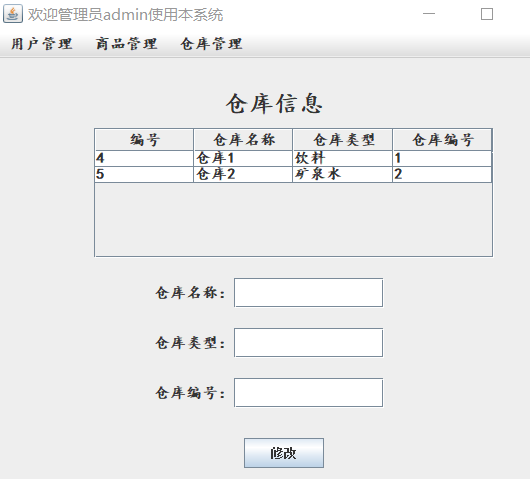 欢迎管理员admin使用本系统
用户管理 商品管理 仓库管理
仓库信息
编号 仓库名称 仓库类型 仓库编号
4 仓库1 饮料 1
5 仓库2 矿泉水 2
仓库名称：
仓库类型：
仓库编号：
修改